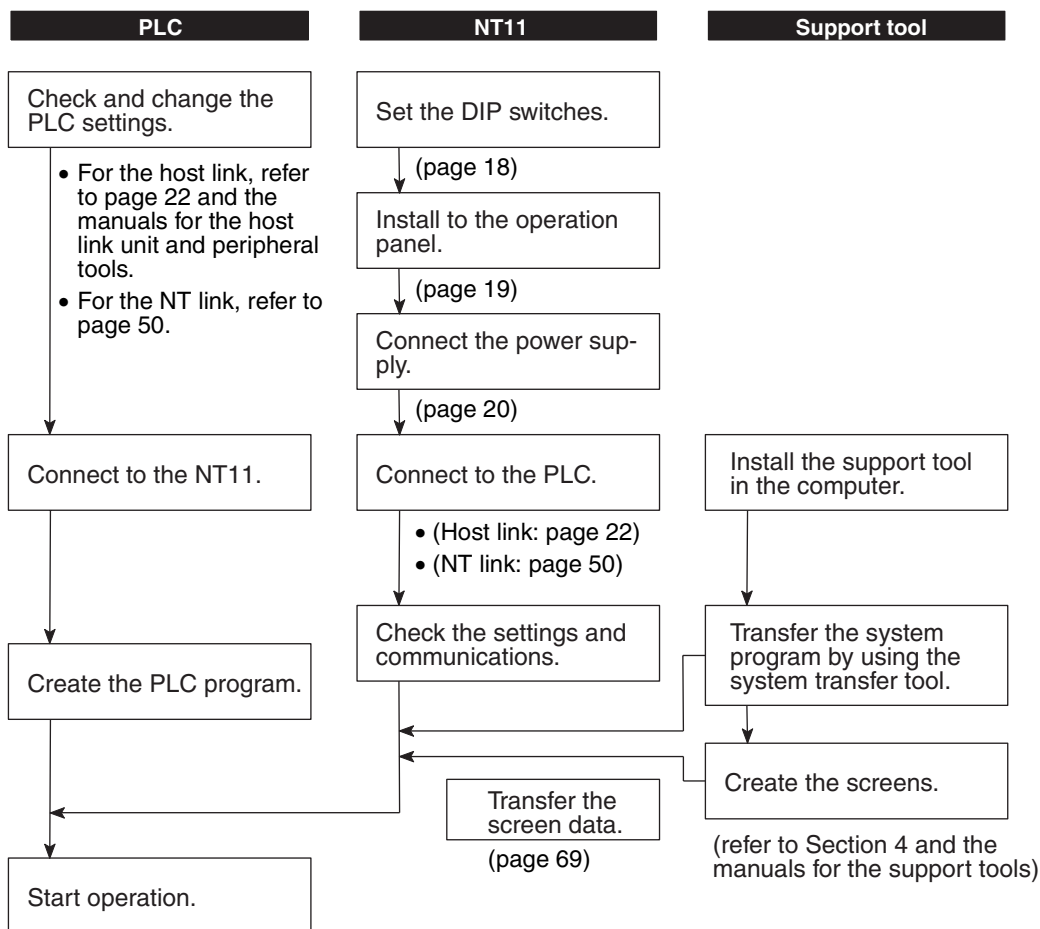 PLC
NT11
Support tool
Check and change the
PLC settings.
• For the host link, refer
to page 22 and the
manuals for the host
link unit and peripheral
tools.
• For the NT link, refer to
page 50.
Connect to the NT11.
Create the PLC program.
Start operation.
Set the DIP switches.
(page 18)
Install to the operation
panel.
(page 19)
Connect the power sup-
ply.
(page 20)
Connect to the PLC.
• (Host link: page 22)
• (NT link: page 50)
Check the settings and
communications.
Transfer the
screen data.
(page 69)
Install the support tool
in the computer.
Transfer the system
program by using the
system transfer tool.
Create the screens.
(refer to Section 4 and the
manuals for the support tools)